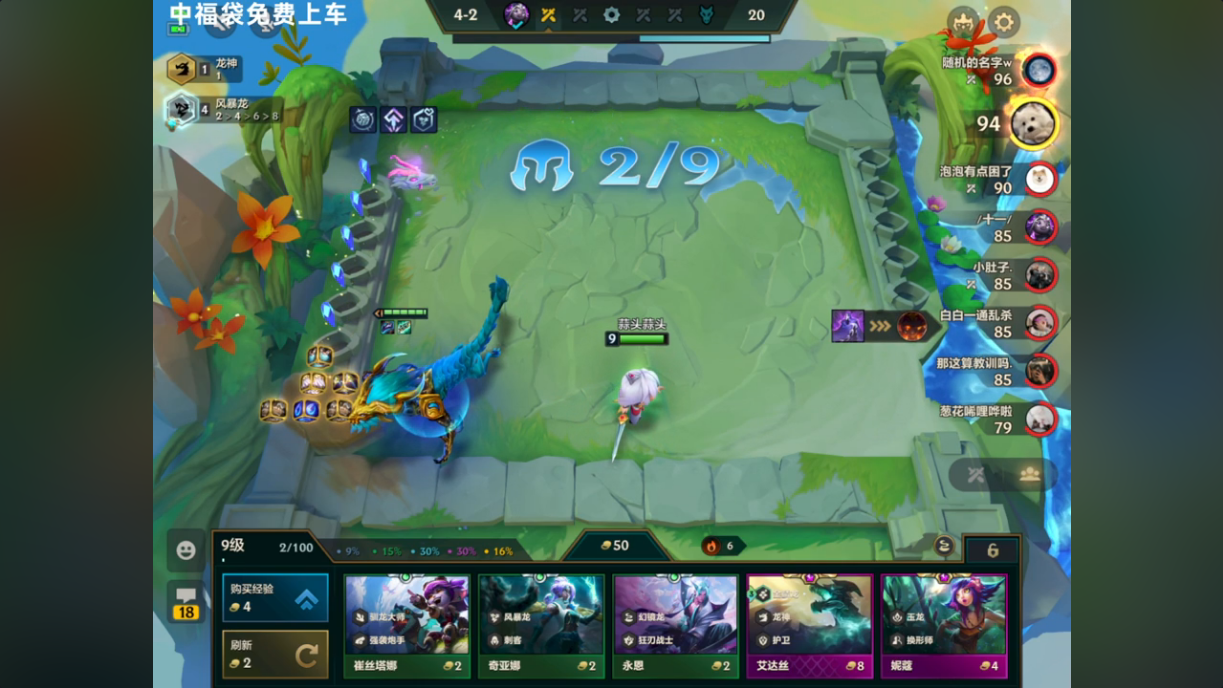 中福袋免费上车
4-2
20
1 龙神
1
4 风暴龙
2 > 4 > 6 > 8
2/9
随机的名字w
96
94
泡泡有点困了
90
/十一/
85
小肚子.
85
白白一通乱杀
85
那这算教训吗.
85
葱花唏哩哗啦
79
蒜头蒜头
9
9级
2/100
9% 15% 30% 30% 16%
50
6
6
18
购买经验
4
刷新
2
驯龙大师
强袭炮手
崔丝塔娜 2
风暴龙
刺客
奇亚娜 2
幻镜龙
狂刃战士
永恩 2
龙神
护卫
艾达丝 8
玉龙
换形师
妮蔻 4